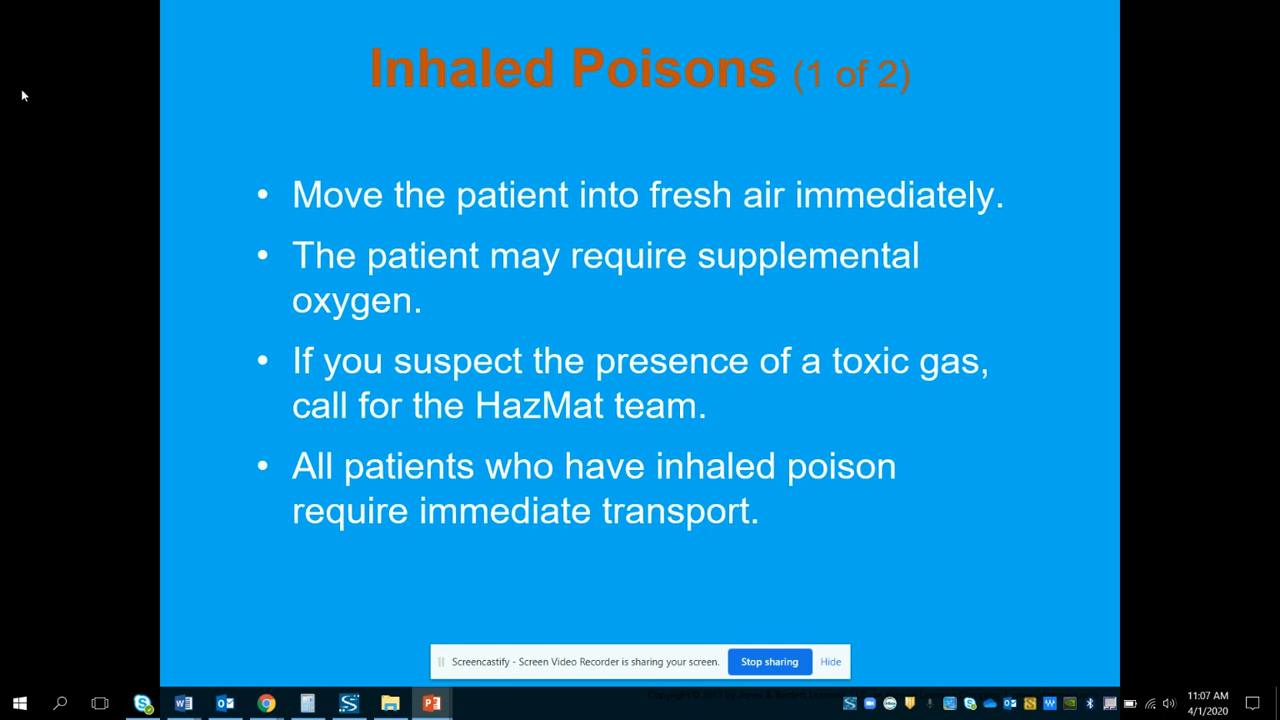 Inhaled Poisons (1 of 2)
• Move the patient into fresh air immediately.
• The patient may require supplemental
oxygen.
• If you suspect the presence of a toxic gas,
call for the HazMat team.
• All patients who have inhaled poison
require immediate transport.
Screencastify - Screen Video Recorder is sharing your screen. Stop sharing Hide
11:07 AM
4/1/2020